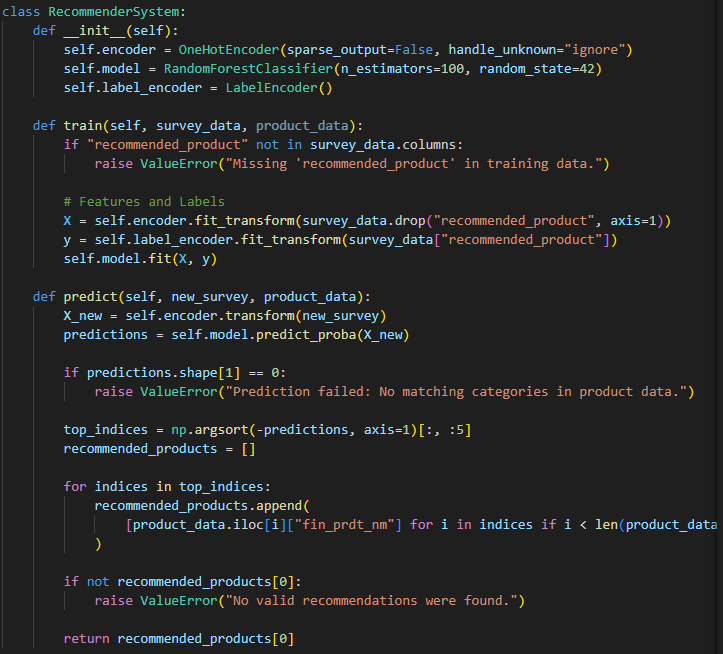 class RecommenderSystem:
    def __init__(self):
        self.encoder = OneHotEncoder(sparse_output=False, handle_unknown="ignore")
        self.model = RandomForestClassifier(n_estimators=100, random_state=42)
        self.label_encoder = LabelEncoder()

    def train(self, survey_data, product_data):
        if "recommended_product" not in survey_data.columns:
            raise ValueError("Missing 'recommended_product' in training data.")

        # Features and Labels
        X = self.encoder.fit_transform(survey_data.drop("recommended_product", axis=1))
        y = self.label_encoder.fit_transform(survey_data["recommended_product"])
        self.model.fit(X, y)

    def predict(self, new_survey, product_data):
        X_new = self.encoder.transform(new_survey)
        predictions = self.model.predict_proba(X_new)

        if predictions.shape[1] == 0:
            raise ValueError("Prediction failed: No matching categories in product data.")

        top_indices = np.argsort(-predictions, axis=1)[:, :5]
        recommended_products = []

        for indices in top_indices:
            recommended_products.append(
                [product_data.iloc[i]["fin_prdt_nm"] for i in indices if i < len(product_data
            )

        if not recommended_products[0]:
            raise ValueError("No valid recommendations were found.")

        return recommended_products[0]